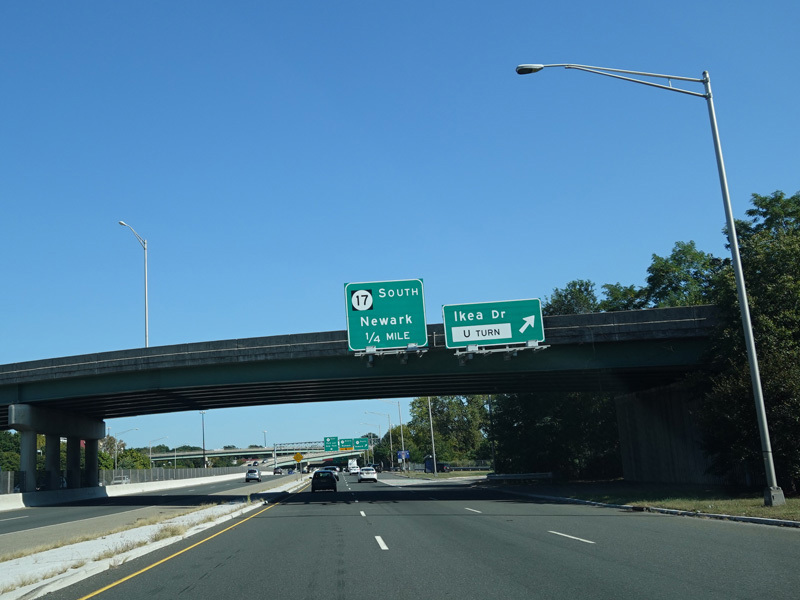 17 SOUTH
Newark
1/4 MILE
Ikea Dr
U TURN